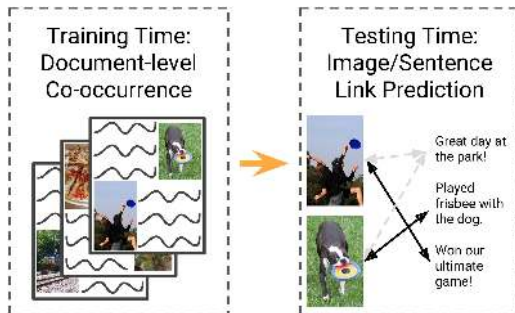 Training Time:
Document-level
Co-occurrence
Testing Time:
Image/Sentence
Link Prediction
Great day at
the park!
Played
frisbee with
the dog.
Won our
ultimate
game!